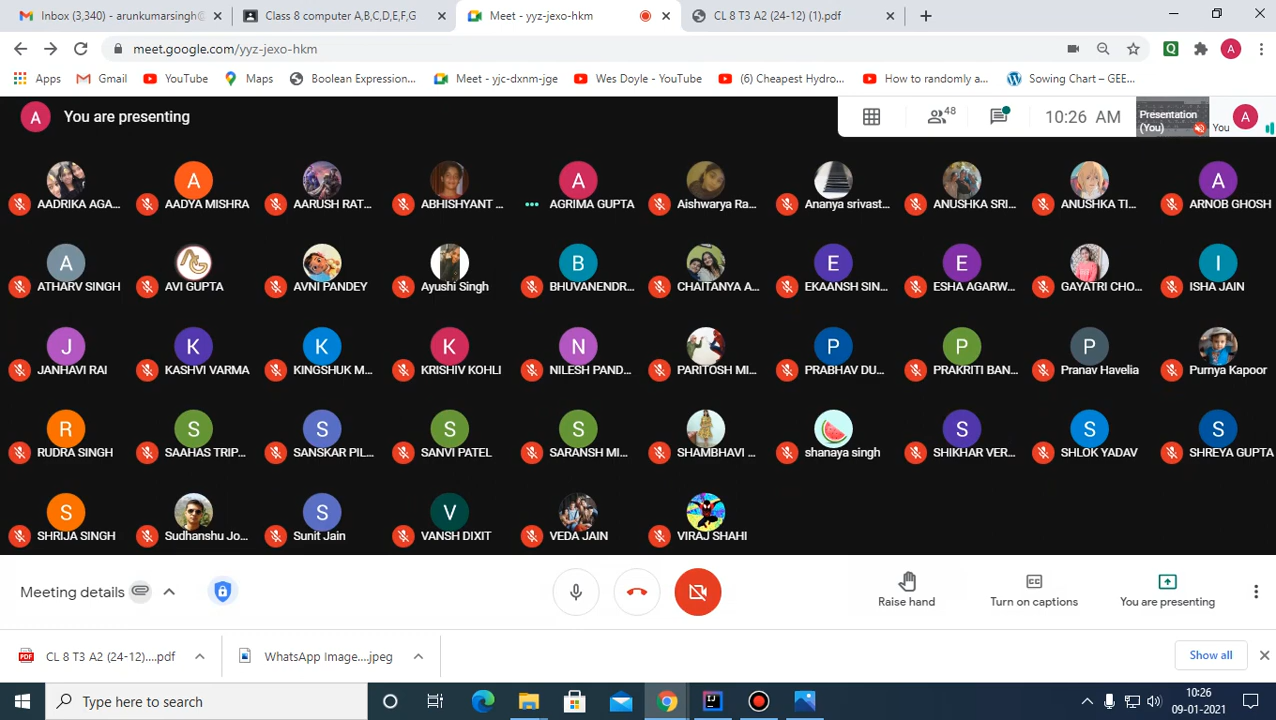 Inbox (3,340) - arunkumarsingh@
Class 8 computer A,B,C,D,E,F,G
Meet - yyz-jexo-hkm
CL 8 T3 A2 (24-12) (1).pdf
meet.google.com/yyz-jexo-hkm
Q
A
Apps
Gmail
YouTube
Maps
Boolean Expression...
Meet - yjc-dxnm-jge
Wes Doyle - YouTube
(6) Cheapest Hydro...
How to randomly a...
Sowing Chart – GEE...
A
You are presenting
48
10:26 AM
Presentation
(You)
You
A
A A A
AADRIKA AGA... AADYA MISHRA AARUSH RAT... ABHISHYANT ... AGRIMA GUPTA Aishwarya Ra... Ananya srivast... ANUSHKA SRI... ANUSHKA TI... ARNOB GHOSH
A B E E I
ATHARV SINGH AVI GUPTA AVNI PANDEY Ayushi Singh BHUVANENDR... CHAITANYA A... EKAANSH SIN... ESHA AGARW... GAYATRI CHO... ISHA JAIN
J K K K N P P P
JANHAVI RAI KASHVI VARMA KINGSHUK M... KRISHIV KOHLI NILESH PAND... PARITOSH MI... PRABHAV DU... PRAKRITI BAN... Pranav Havelia Purnya Kapoor
R S S S S S S S
RUDRA SINGH SAAHAS TRIP... SANSKAR PIL... SANVI PATEL SARANSH MI... SHAMBHAVI ... shanaya singh SHIKHAR VER... SHLOK YADAV SHREYA GUPTA
S S V
SHRIJA SINGH Sudhanshu Jo... Sunit Jain VANSH DIXIT VEDA JAIN VIRAJ SHAHI
Meeting details
Raise hand
CC
Turn on captions
You are presenting
PDF
CL 8 T3 A2 (24-12)....pdf
WhatsApp Image....jpeg
Show all
Type here to search
10:26
09-01-2021